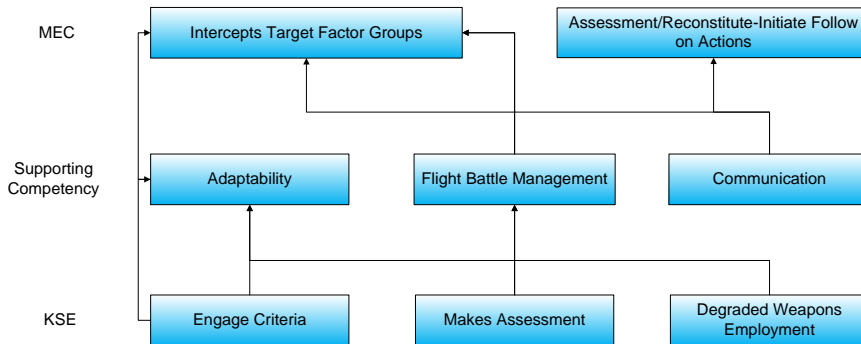 MEC
Intercepts Target Factor Groups
Assessment/Reconstitute-Initiate Follow
on Actions
Supporting
Competency
Adaptability
Flight Battle Management
Communication
KSE
Engage Criteria
Makes Assessment
Degraded Weapons
Employment